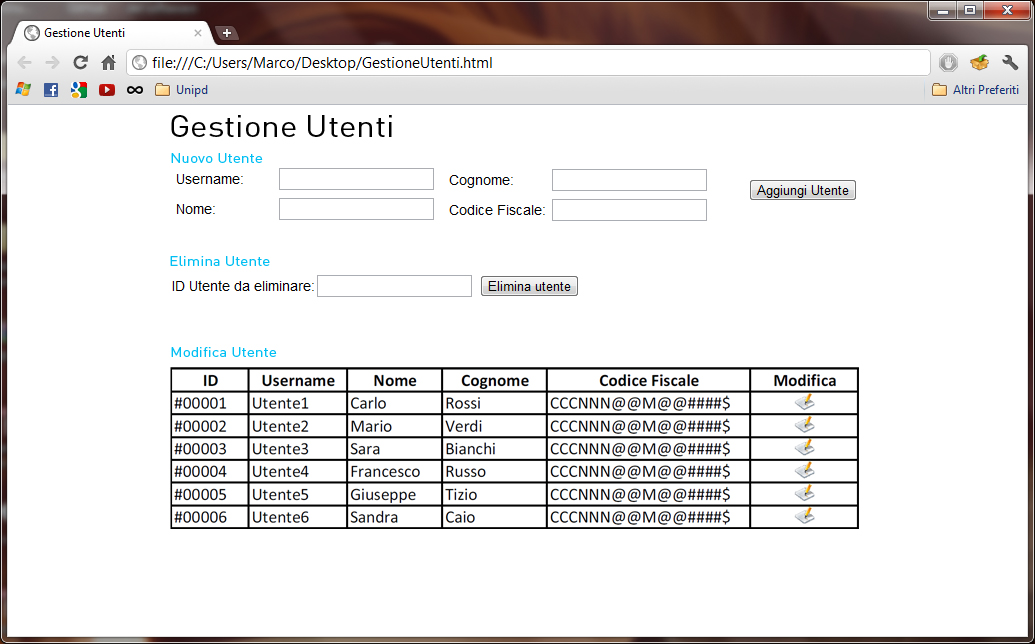 Gestione Utenti
file:///C:/Users/Marco/Desktop/GestioneUtenti.html
Unipd Altri Preferiti
Gestione Utenti
Nuovo Utente
Username: Cognome: Aggiungi Utente
Nome: Codice Fiscale:
Elimina Utente
ID Utente da eliminare: Elimina utente
Modifica Utente
ID Username Nome Cognome Codice Fiscale Modifica
#00001 Utente1 Carlo Rossi CCCNNN@@M@@####$
#00002 Utente2 Mario Verdi CCCNNN@@M@@####$
#00003 Utente3 Sara Bianchi CCCNNN@@M@@####$
#00004 Utente4 Francesco Russo CCCNNN@@M@@####$
#00005 Utente5 Giuseppe Tizio CCCNNN@@M@@####$
#00006 Utente6 Sandra Caio CCCNNN@@M@@####$